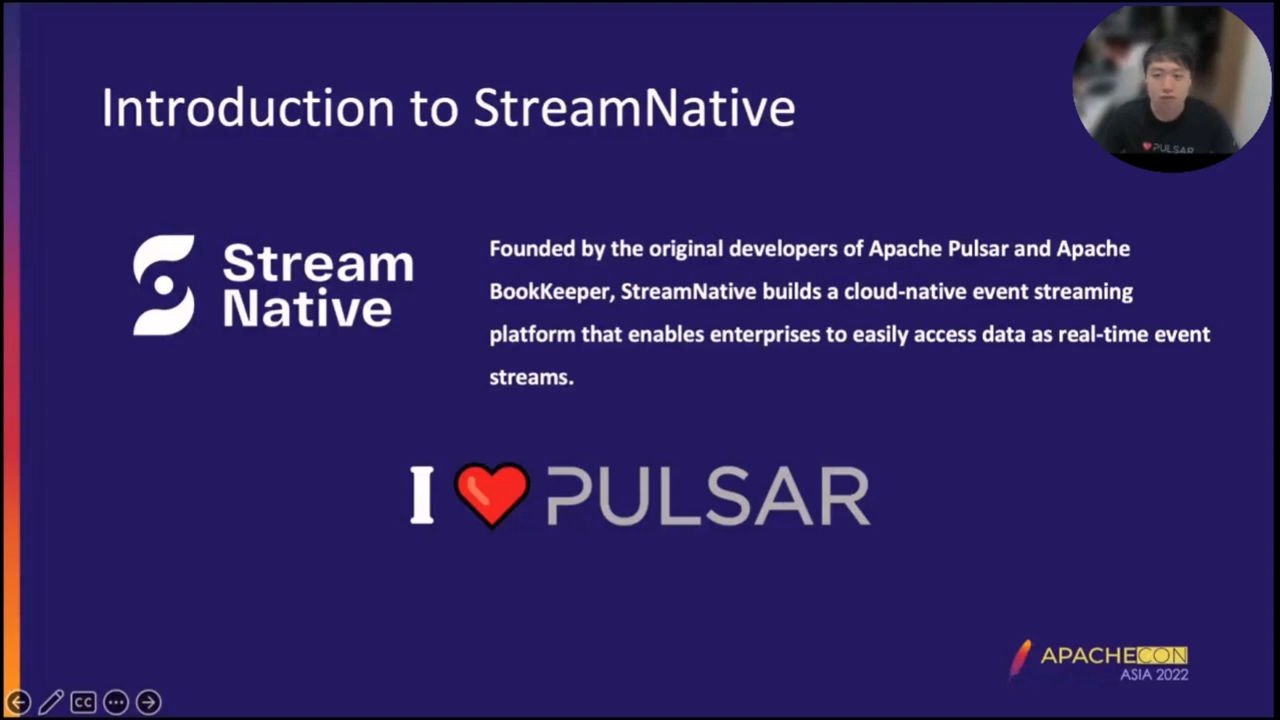 Introduction to StreamNative
Stream
Native
Founded by the original developers of Apache Pulsar and Apache
BookKeeper, StreamNative builds a cloud-native event streaming
platform that enables enterprises to easily access data as real-time event
streams.
I ❤ PULSAR
❤ PULSAR
APACHECON
ASIA 2022
CC